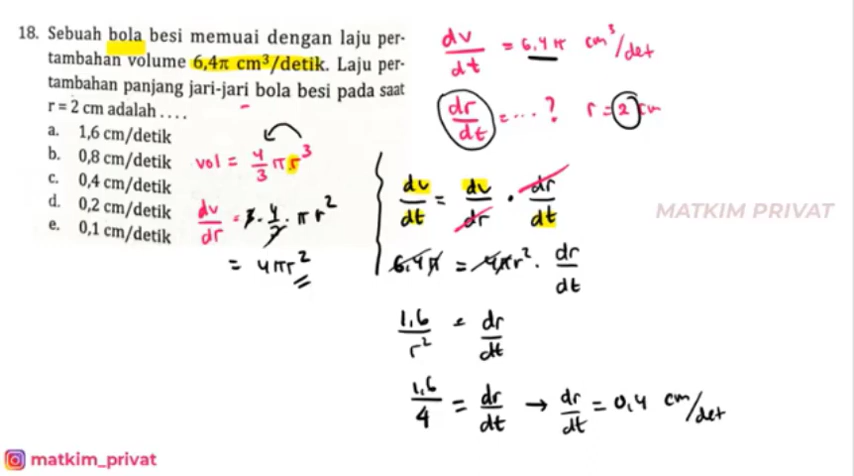 18. Sebuah bola besi memuai dengan laju per-
tambahan volume 6,4π cm³/detik. Laju per-
tambahan panjang jari-jari bola besi pada saat
r = 2 cm adalah ....
a. 1,6 cm/detik
b. 0,8 cm/detik
c. 0,4 cm/detik
d. 0,2 cm/detik
e. 0,1 cm/detik
vol = 4/3 π r³
dv/dr = 3 · 4/3 · π r²
= 4πr²
dv/dt = 6,4π cm³/det
dr/dt = ...? r = 2 cm
dv/dt = dv/dr · dr/dt
6,4π = 4πr² · dr/dt
1,6/r² = dr/dt
1,6/4 = dr/dt → dr/dt = 0,4 cm/det
MATKIM PRIVAT
matkim_privat